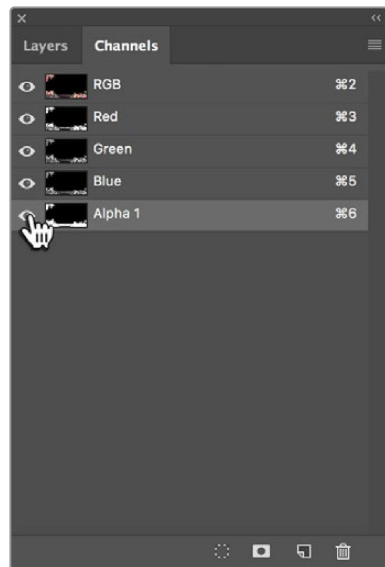 Layers Channels
RGB ⌘2
Red ⌘3
Green ⌘4
Blue ⌘5
Alpha 1 ⌘6